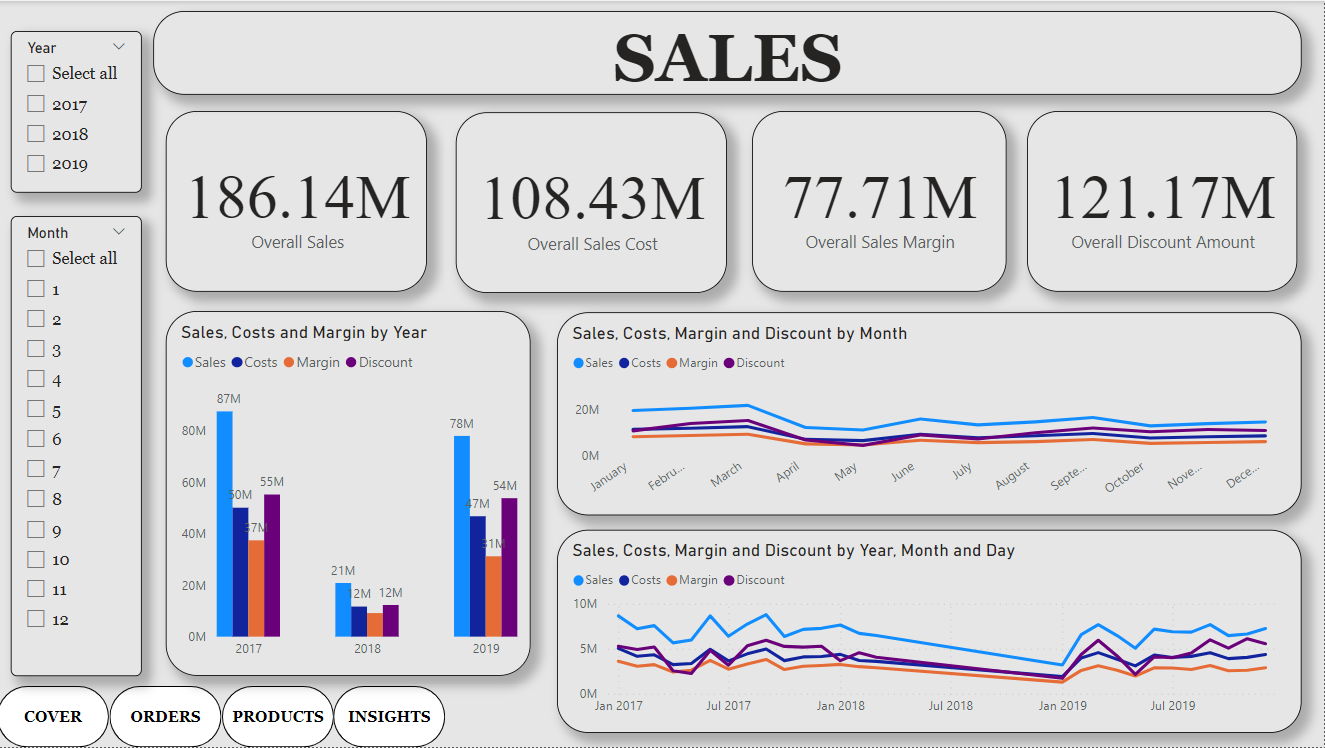 SALES
Year
Select all
2017
2018
2019
Month
Select all
1
2
3
4
5
6
7
8
9
10
11
12
186.14M
Overall Sales
108.43M
Overall Sales Cost
77.71M
Overall Sales Margin
121.17M
Overall Discount Amount
Sales, Costs and Margin by Year
Sales Costs Margin Discount
80M
60M
40M
20M
0M
87M
50M
37M
55M
21M
12M
12M
78M
47M
31M
54M
2017 2018 2019
Sales, Costs, Margin and Discount by Month
Sales Costs Margin Discount
20M
0M
January Febru... March April May June July August Septe... October Nove... Dece...
Sales, Costs, Margin and Discount by Year, Month and Day
Sales Costs Margin Discount
10M
5M
0M
Jan 2017 Jul 2017 Jan 2018 Jul 2018 Jan 2019 Jul 2019
COVER ORDERS PRODUCTS INSIGHTS